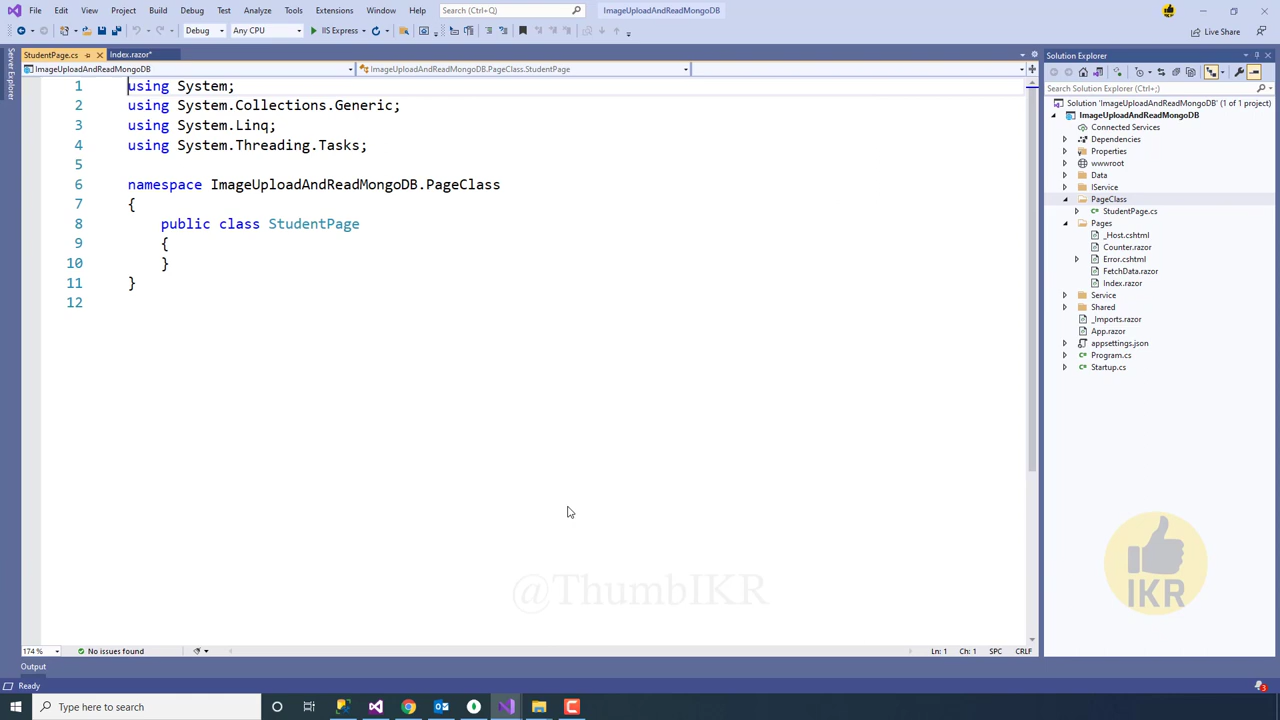 File Edit View Project Build Debug Test Analyze Tools Extensions Window Help Search (Ctrl+Q) ImageUploadAndReadMongoDB
Debug Any CPU IIS Express Live Share
StudentPage.cs Index.razor*
ImageUploadAndReadMongoDB ImageUploadAndReadMongoDB.PageClass.StudentPage
Server Explorer
1 using System;
2 using System.Collections.Generic;
3 using System.Linq;
4 using System.Threading.Tasks;
5
6 namespace ImageUploadAndReadMongoDB.PageClass
7 {
8 public class StudentPage
9 {
10 }
11 }
12
@ThumbIKR
174 % No issues found Ln: 1 Ch: 1 SPC CRLF
Output
Ready
Solution Explorer
Search Solution Explorer (Ctrl+;)
Solution 'ImageUploadAndReadMongoDB' (1 of 1 project)
ImageUploadAndReadMongoDB
Connected Services
Dependencies
Properties
wwwroot
Data
IService
PageClass
StudentPage.cs
Pages
_Host.cshtml
Counter.razor
Error.cshtml
FetchData.razor
Index.razor
Service
Shared
_Imports.razor
App.razor
appsettings.json
Program.cs
Startup.cs
IKR
3
Type here to search